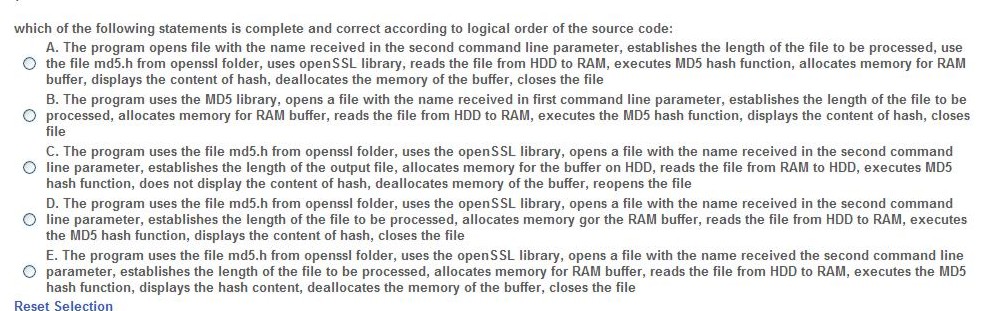 which of the following statements is complete and correct according to logical order of the source code:
A. The program opens file with the name received in the second command line parameter, establishes the length of the file to be processed, use
the file md5.h from openssl folder, uses openSSL library, reads the file from HDD to RAM, executes MD5 hash function, allocates memory for RAM
buffer, displays the content of hash, deallocates the memory of the buffer, closes the file
B. The program uses the MD5 library, opens a file with the name received in first command line parameter, establishes the length of the file to be
processed, allocates memory for RAM buffer, reads the file from HDD to RAM, executes the MD5 hash function, displays the content of hash, closes
file
C. The program uses the file md5.h from openssl folder, uses the openSSL library, opens a file with the name received in the second command
line parameter, establishes the length of the output file, allocates memory for the buffer on HDD, reads the file from RAM to HDD, executes MD5
hash function, does not display the content of hash, deallocates memory of the buffer, reopens the file
D. The program uses the file md5.h from openssl folder, uses the openSSL library, opens a file with the name received in the second command
line parameter, establishes the length of the file to be processed, allocates memory gor the RAM buffer, reads the file from HDD to RAM, executes
the MD5 hash function, displays the content of hash, closes the file
E. The program uses the file md5.h from openssl folder, uses the openSSL library, opens a file with the name received the second command line
parameter, establishes the length of the file to be processed, allocates memory for RAM buffer, reads the file from HDD to RAM, executes the MD5
hash function, displays the hash content, deallocates the memory of the buffer, closes the file
Reset Selection